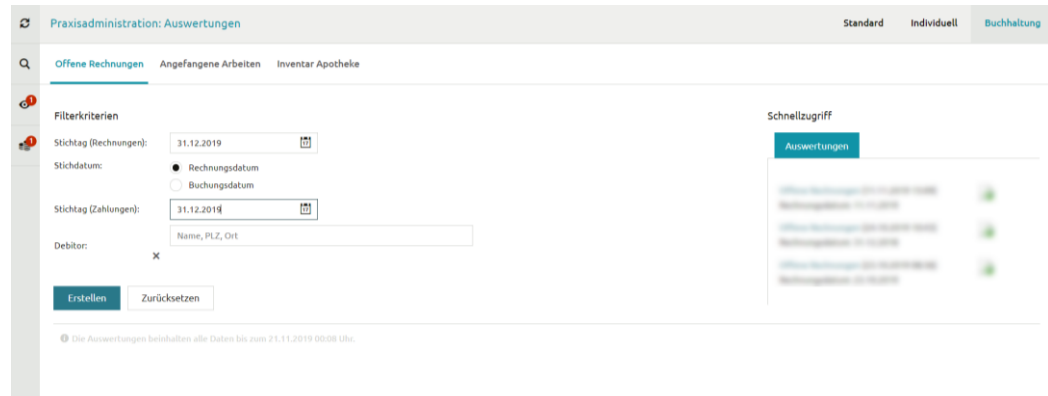 Praxisadministration: Auswertungen
Standard Individuell Buchhaltung
Offene Rechnungen Angefangene Arbeiten Inventar Apotheke
1
1
Filterkriterien
Stichtag (Rechnungen): 31.12.2019
Stichdatum: Rechnungsdatum
Buchungsdatum
Stichtag (Zahlungen): 31.12.2019
Debitor: Name, PLZ, Ort
Erstellen Zurücksetzen
Die Auswertungen beinhalten alle Daten bis zum 21.11.2019 00:08 Uhr.
Schnellzugriff
Auswertungen